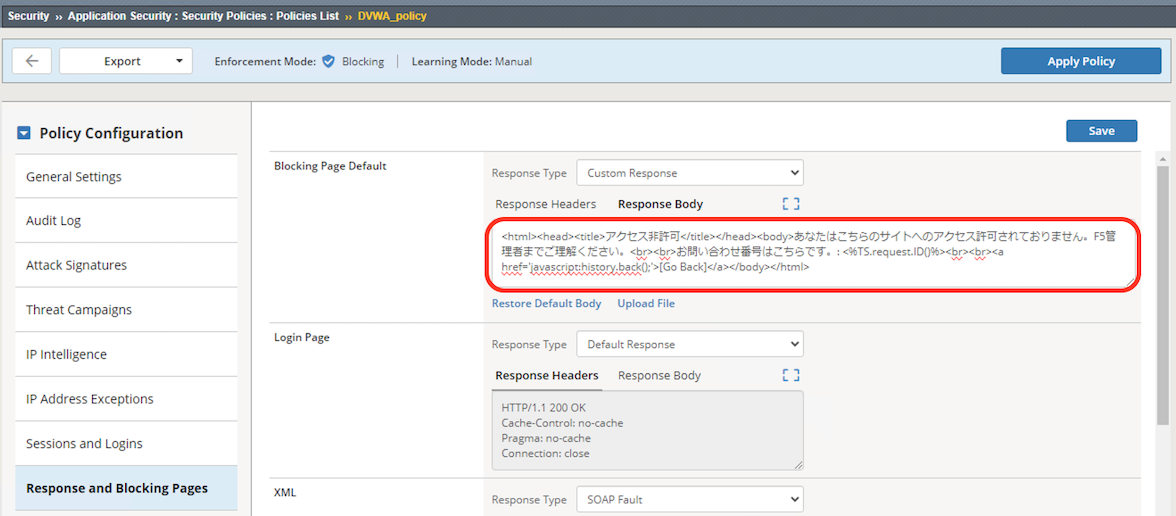 Security ›› Application Security : Security Policies : Policies List ›› DVWA_policy
Export
Enforcement Mode: Blocking | Learning Mode: Manual
Apply Policy
Policy Configuration
General Settings
Audit Log
Attack Signatures
Threat Campaigns
IP Intelligence
IP Address Exceptions
Sessions and Logins
Response and Blocking Pages
Save
Blocking Page Default
Response Type Custom Response
Response Headers Response Body
<html><head><title>アクセス非許可</title></head><body>あなたはこちらのサイトへのアクセス許可されておりません。F5管
理者までご理解ください。<br><br>お問い合わせ番号はこちらです。: <%TS.request.ID()%><br><br><a
href='javascript:history.back();'>[Go Back]</a></body></html>
Restore Default Body Upload File
Login Page
Response Type Default Response
Response Headers Response Body
HTTP/1.1 200 OK
Cache-Control: no-cache
Pragma: no-cache
Connection: close
XML
Response Type SOAP Fault